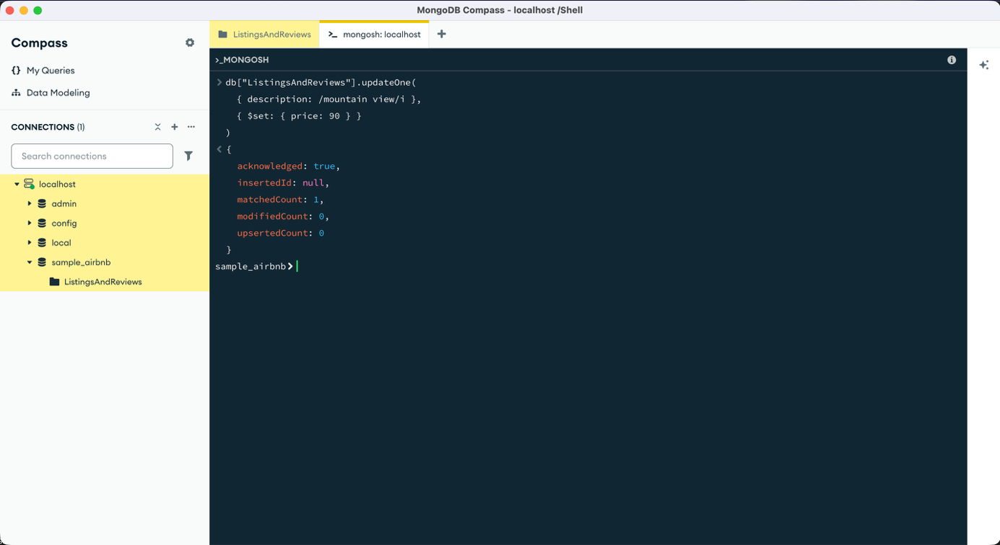 MongoDB Compass - localhost /Shell
Compass
{} My Queries
Data Modeling
CONNECTIONS (1)
Search connections
localhost
admin
config
local
sample_airbnb
ListingsAndReviews
ListingsAndReviews
>_ mongosh: localhost
>_MONGOSH
db["ListingsAndReviews"].updateOne(
{ description: /mountain view/i },
{ $set: { price: 90 } }
)
{
acknowledged: true,
insertedId: null,
matchedCount: 1,
modifiedCount: 0,
upsertedCount: 0
}
sample_airbnb>